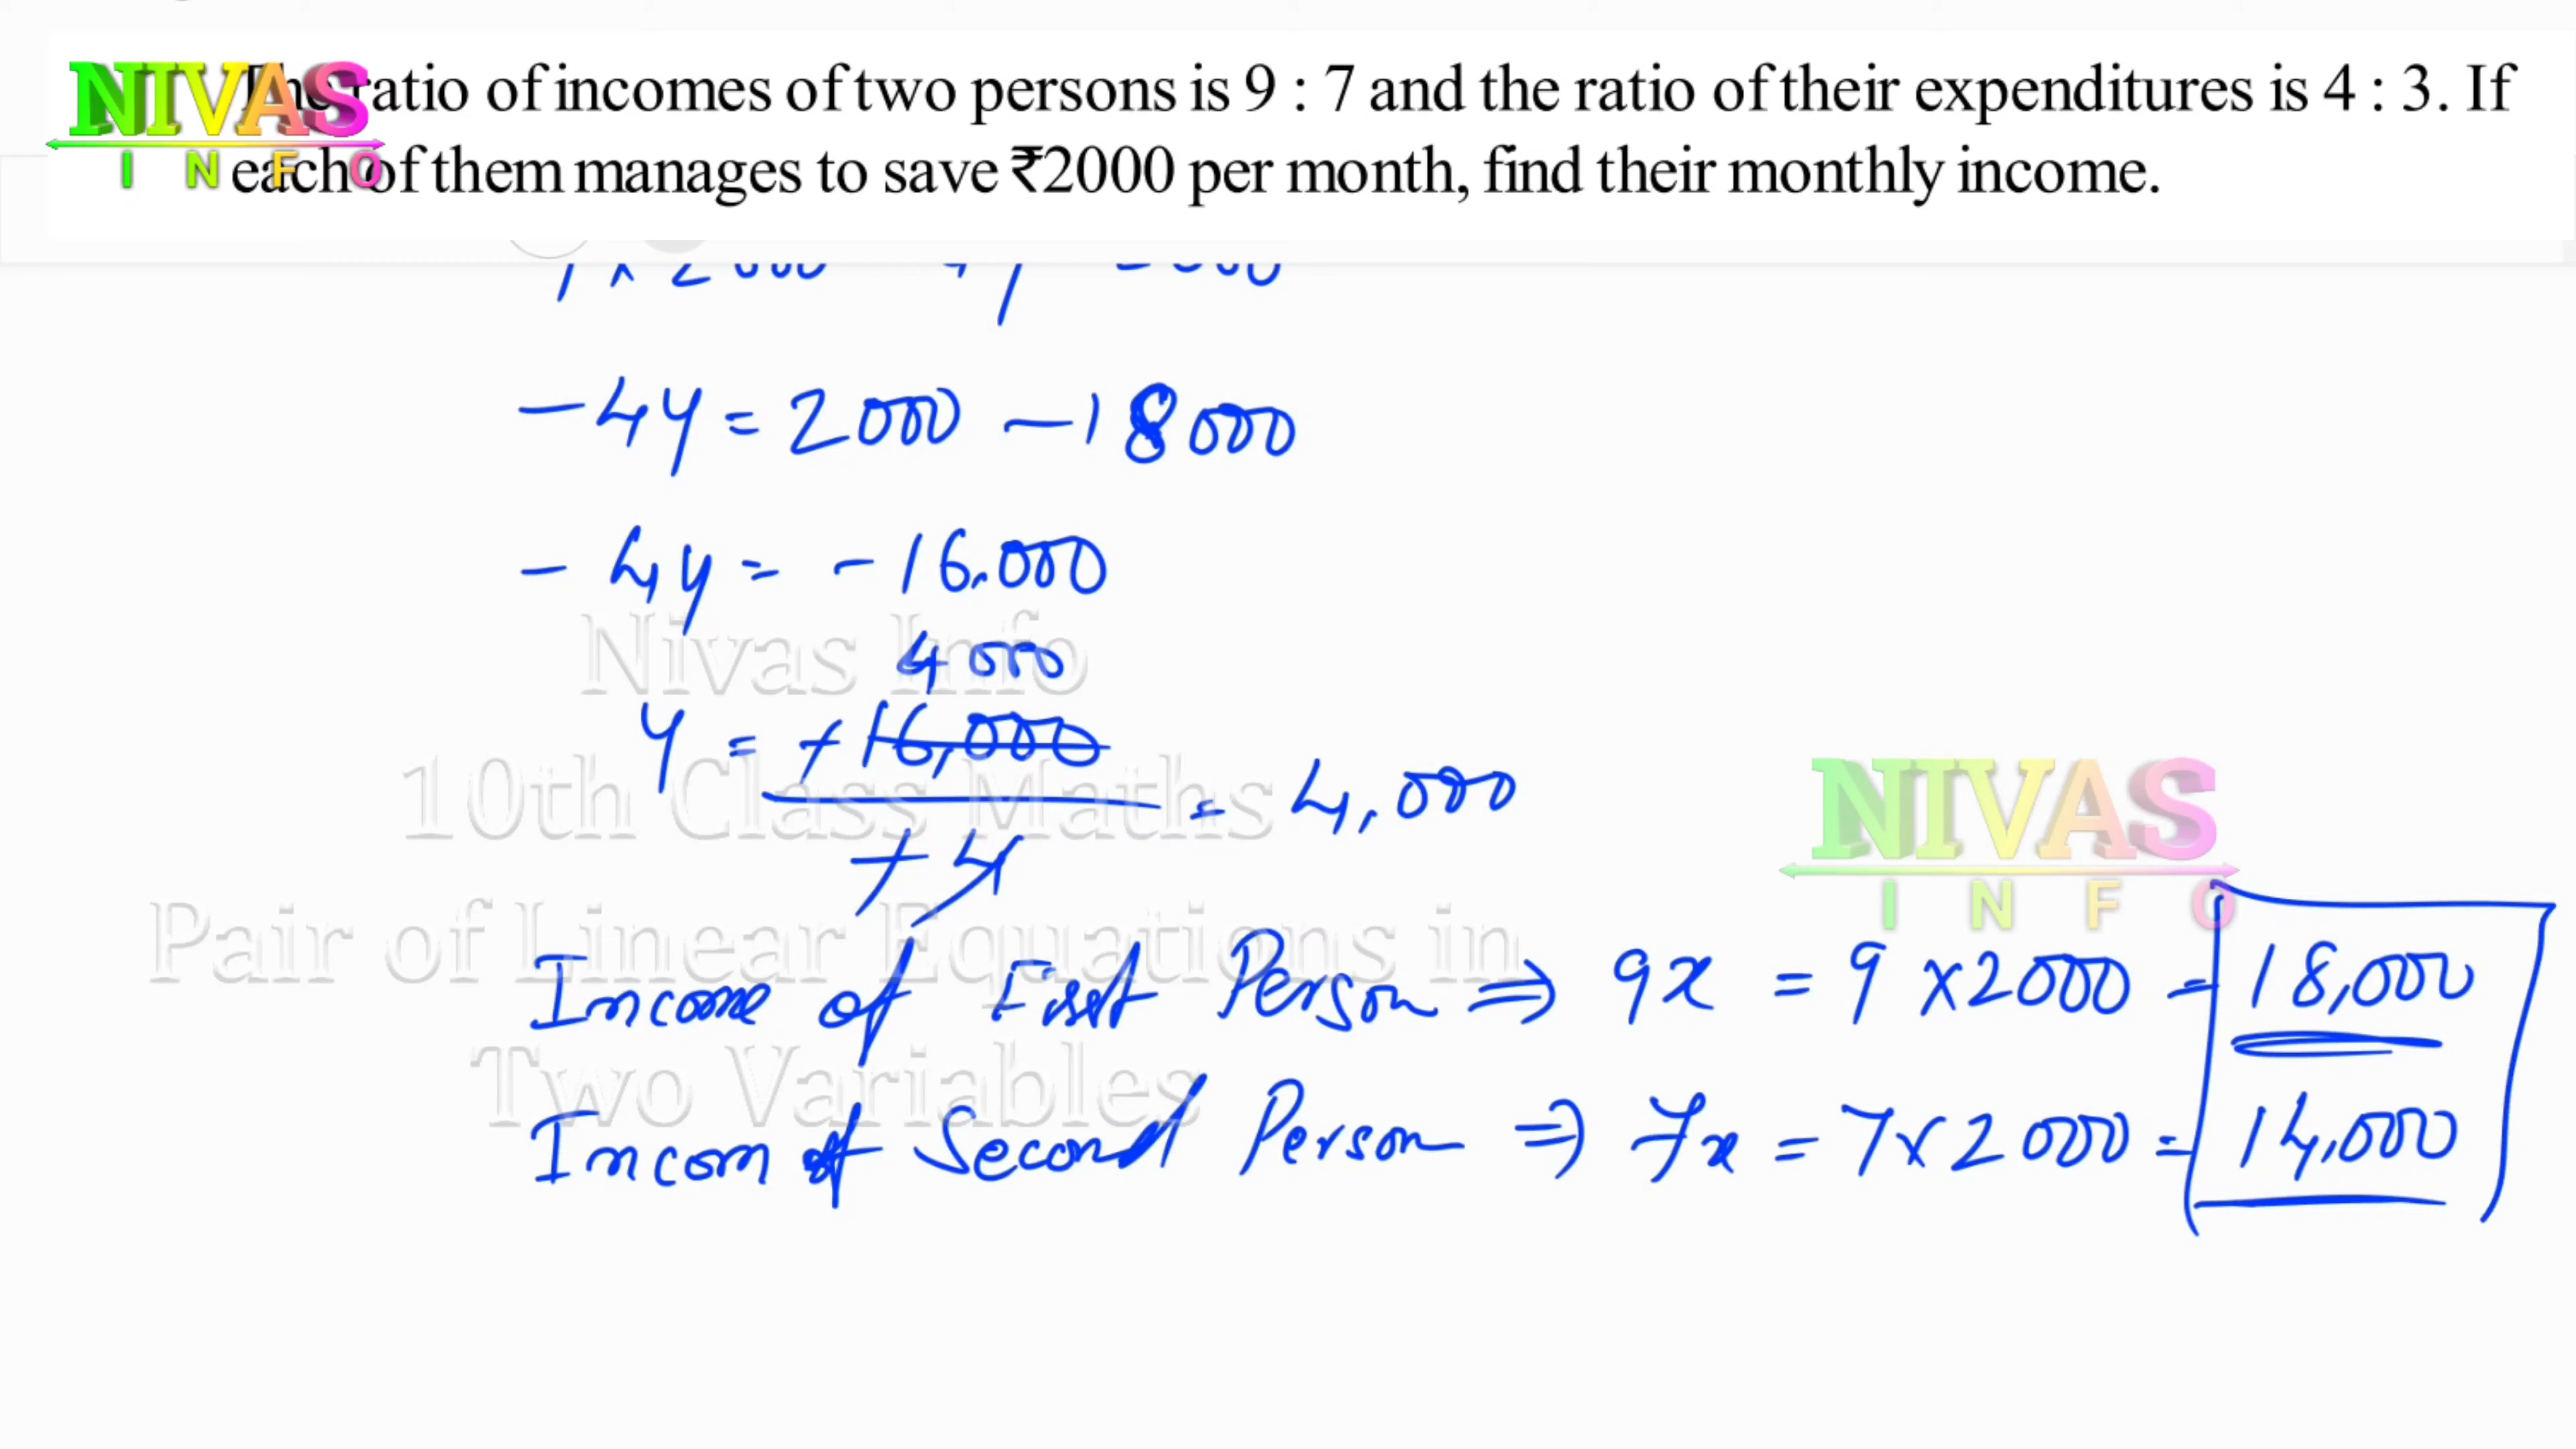 NIVAS
INFO
The ratio of incomes of two persons is 9 : 7 and the ratio of their expenditures is 4 : 3. If
each of them manages to save ₹2000 per month, find their monthly income.
-4y = 2000 - 18000
- 4y = - 16,000
4000
y = - 16,000 / - 4 = 4,000
Nivas Info
10th Class Maths
Pair of Linear Equations in
Two Variables
NIVAS
INFO
Income of First Person ⇒ 9x = 9 × 2000 = 18,000
Incom of Second Person ⇒ 7x = 7 × 2000 = 14,000